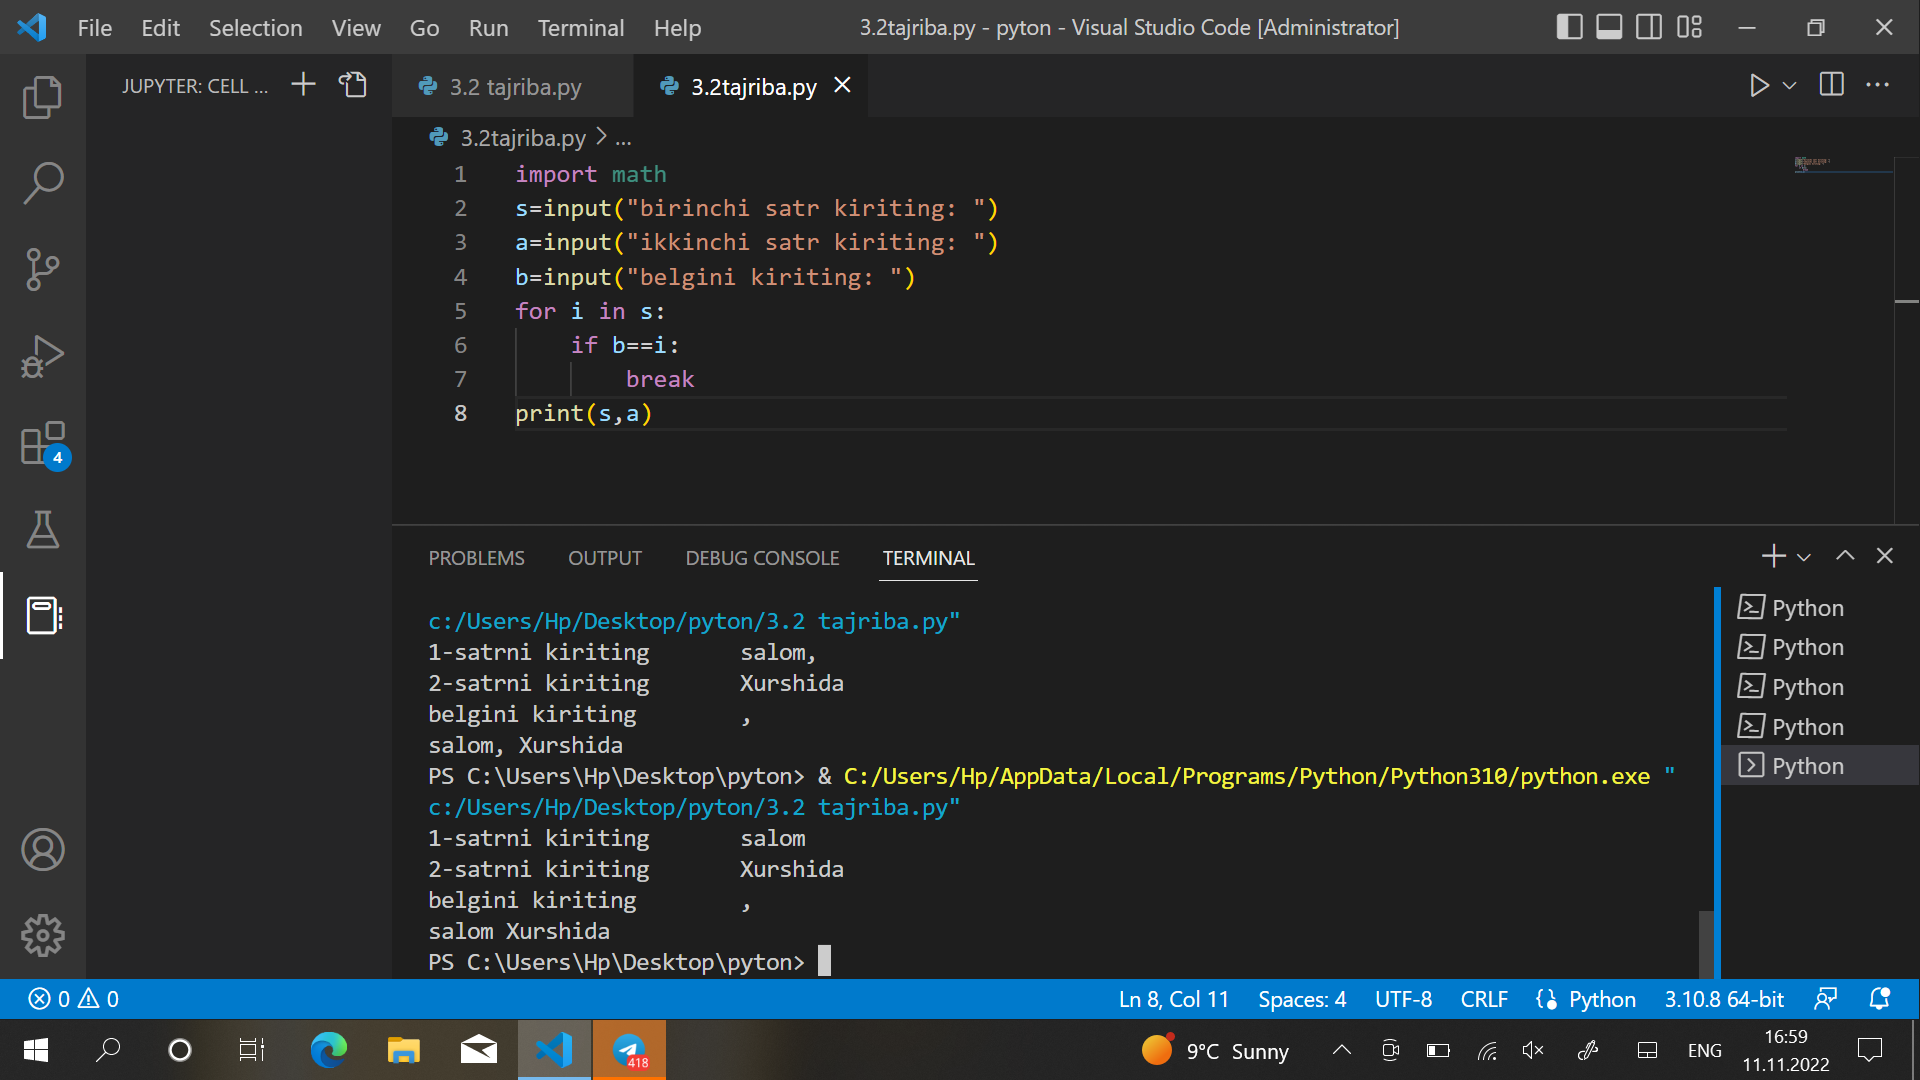 File Edit Selection View Go Run Terminal Help 3.2tajriba.py - pyton - Visual Studio Code [Administrator]
JUPYTER: CELL ...
3.2 tajriba.py 3.2tajriba.py
3.2tajriba.py > ...
1 import math
2 s=input("birinchi satr kiriting: ")
3 a=input("ikkinchi satr kiriting: ")
4 b=input("belgini kiriting: ")
5 for i in s:
6 if b==i:
7 break
8 print(s,a)
4
PROBLEMS OUTPUT DEBUG CONSOLE TERMINAL
c:/Users/Hp/Desktop/pyton/3.2 tajriba.py"
1-satrni kiriting salom,
2-satrni kiriting Xurshida
belgini kiriting ,
salom, Xurshida
PS C:\Users\Hp\Desktop\pyton> & C:/Users/Hp/AppData/Local/Programs/Python/Python310/python.exe "
c:/Users/Hp/Desktop/pyton/3.2 tajriba.py"
1-satrni kiriting salom
2-satrni kiriting Xurshida
belgini kiriting ,
salom Xurshida
PS C:\Users\Hp\Desktop\pyton>
Python
Python
Python
Python
Python
0 0 Ln 8, Col 11 Spaces: 4 UTF-8 CRLF Python 3.10.8 64-bit
418
9°C Sunny
ENG
16:59
11.11.2022